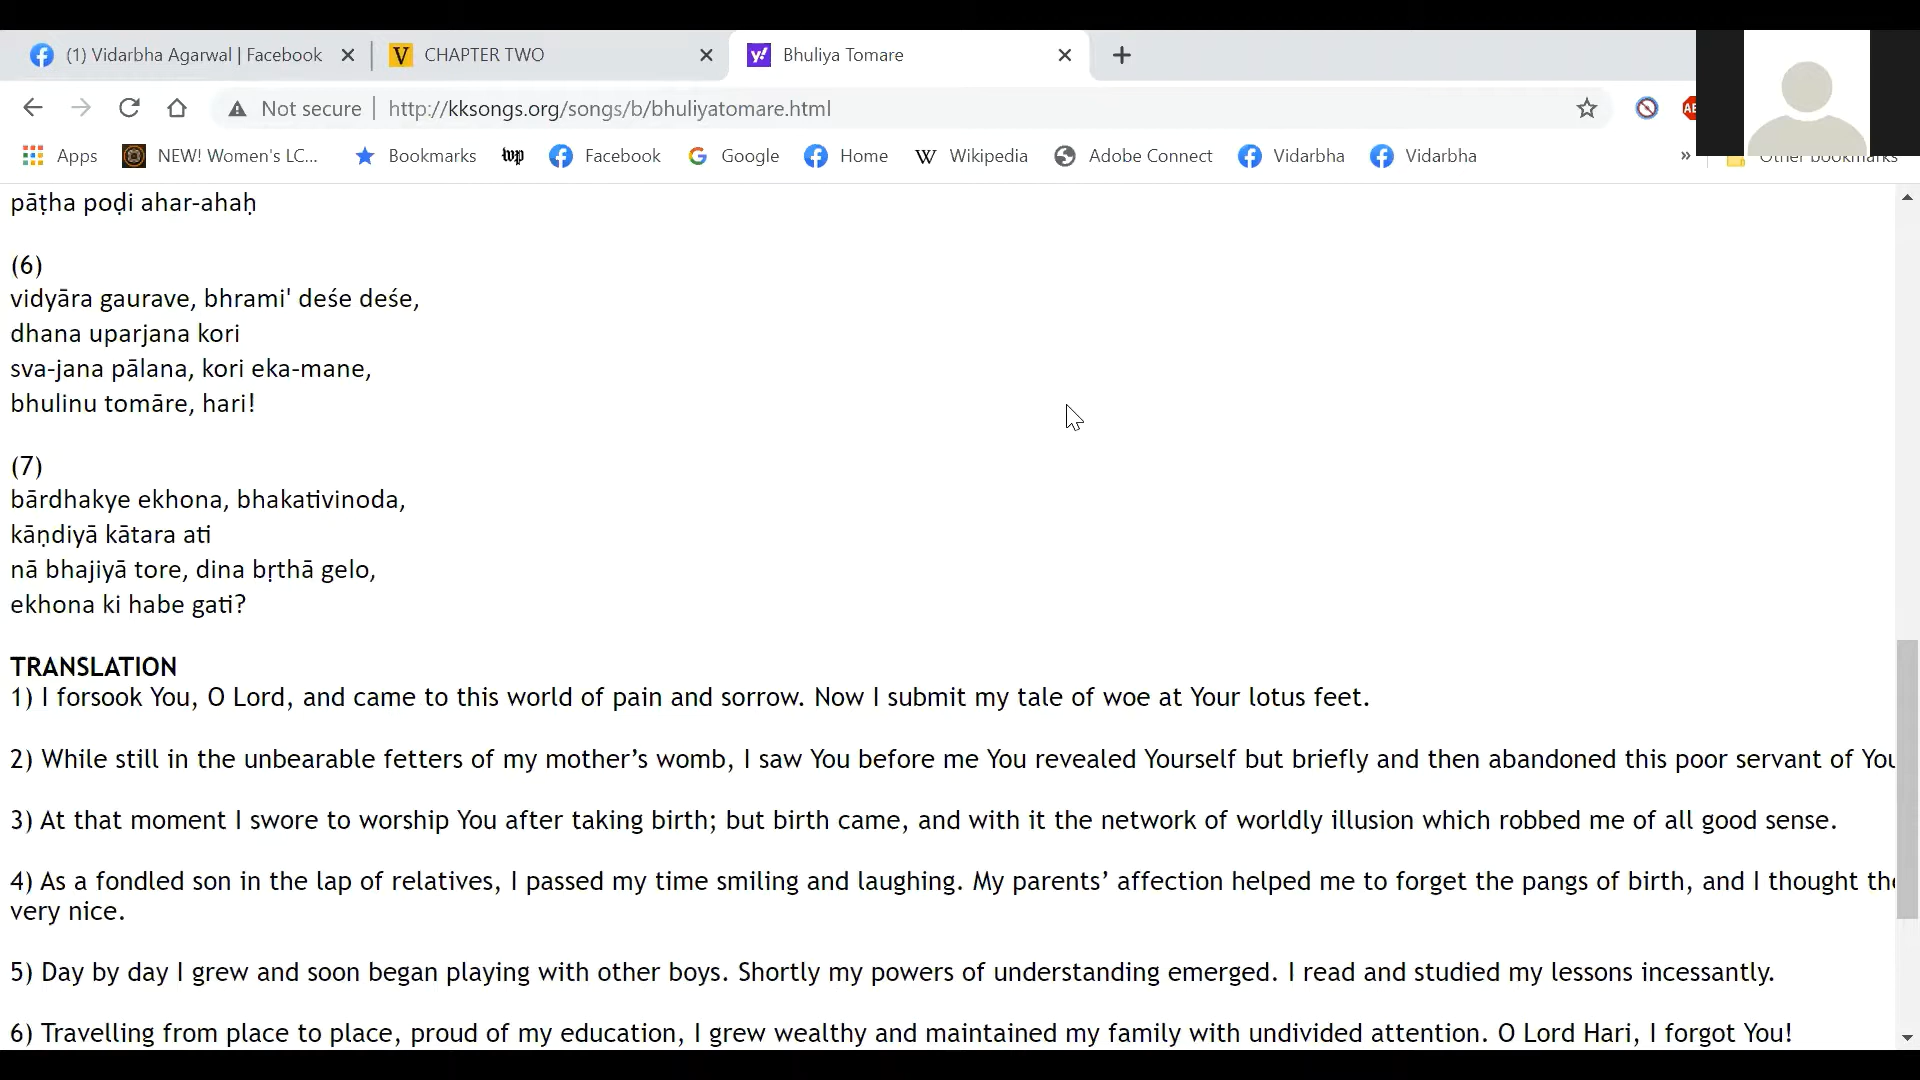 (1) Vidarbha Agarwal | Facebook
CHAPTER TWO
Bhuliya Tomare
Not secure
http://kksongs.org/songs/b/bhuliyatomare.html
Apps
NEW! Women's LC...
Bookmarks
wp
Facebook
Google
Home
Wikipedia
Adobe Connect
Vidarbha
Vidarbha
»
Other bookmarks
pāṭha poḍi ahar-ahaḥ
(6)
vidyāra gaurave, bhrami' deśe deśe,
dhana uparjana kori
sva-jana pālana, kori eka-mane,
bhulinu tomāre, hari!
(7)
bārdhakye ekhona, bhakativinoda,
kāṇdiyā kātara ati
nā bhajiyā tore, dina bṛthā gelo,
ekhona ki habe gati?
TRANSLATION
1) I forsook You, O Lord, and came to this world of pain and sorrow. Now I submit my tale of woe at Your lotus feet.
2) While still in the unbearable fetters of my mother’s womb, I saw You before me You revealed Yourself but briefly and then abandoned this poor servant of You
3) At that moment I swore to worship You after taking birth; but birth came, and with it the network of worldly illusion which robbed me of all good sense.
4) As a fondled son in the lap of relatives, I passed my time smiling and laughing. My parents’ affection helped me to forget the pangs of birth, and I thought
very nice.
5) Day by day I grew and soon began playing with other boys. Shortly my powers of understanding emerged. I read and studied my lessons incessantly.
6) Travelling from place to place, proud of my education, I grew wealthy and maintained my family with undivided attention. O Lord Hari, I forgot You!